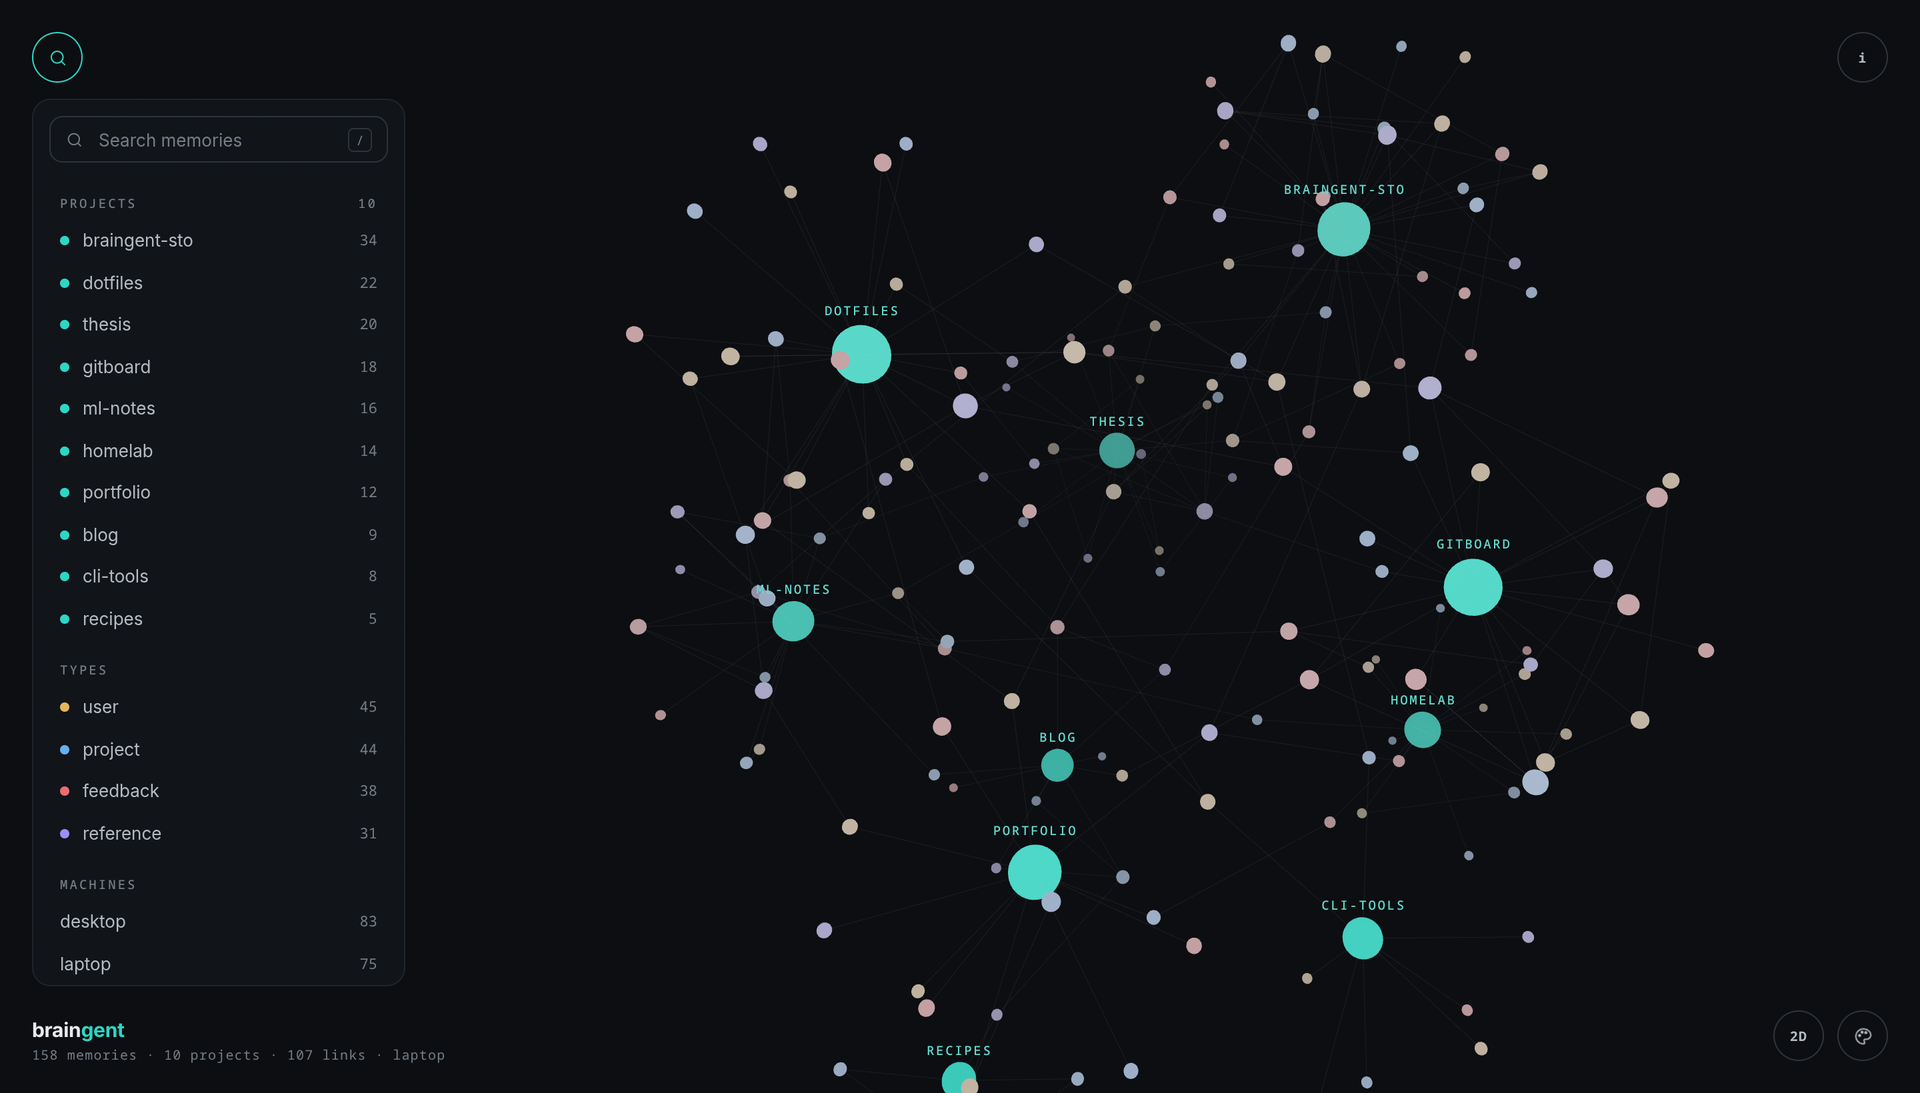 i
Search memories /
PROJECTS 10
braingent-sto 34
dotfiles 22
thesis 20
gitboard 18
ml-notes 16
homelab 14
portfolio 12
blog 9
cli-tools 8
recipes 5
TYPES
user 45
project 44
feedback 38
reference 31
MACHINES
desktop 83
laptop 75
braingent
158 memories · 10 projects · 107 links · laptop
BRAINGENT-STO
DOTFILES
THESIS
GITBOARD
ML-NOTES
HOMELAB
BLOG
PORTFOLIO
CLI-TOOLS
RECIPES
2D